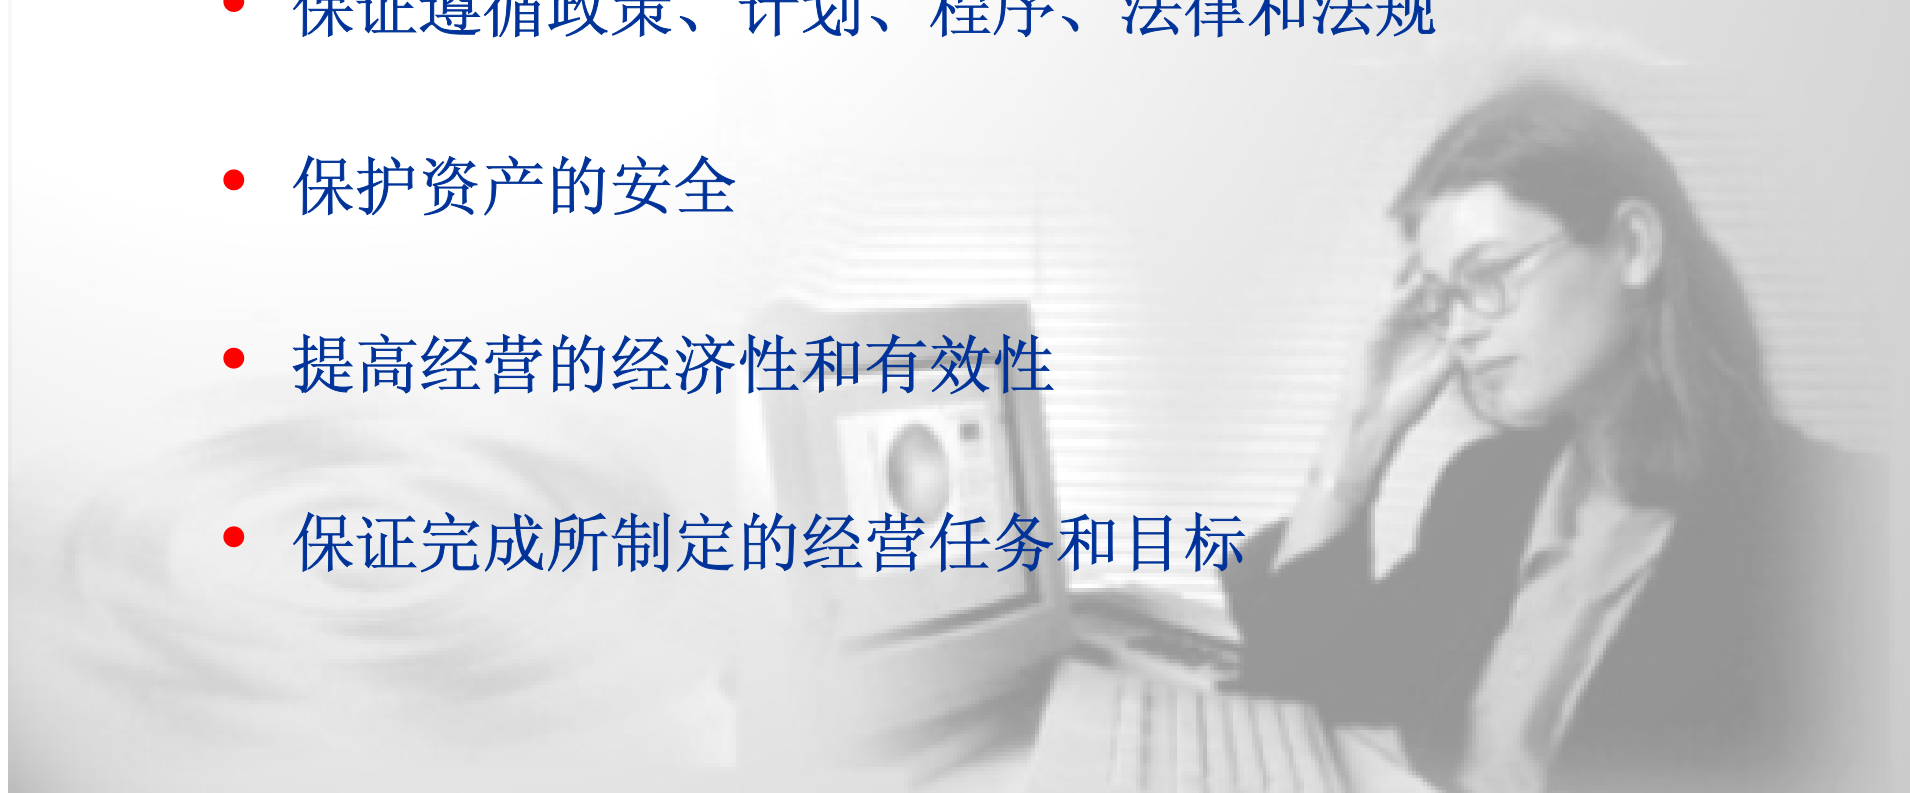 • 保证遵循政策、计划、程序、法律和法规
• 保护资产的安全
• 提高经营的经济性和有效性
• 保证完成所制定的经营任务和目标